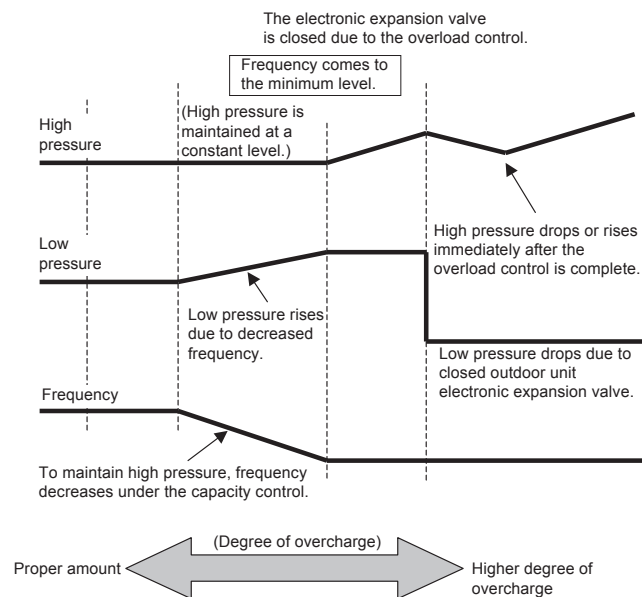 The electronic expansion valve
is closed due to the overload control.
Frequency comes to
the minimum level.
(High pressure is
maintained at a
constant level.)
High
pressure
High pressure drops or rises
immediately after the
overload control is complete.
Low
pressure
Low pressure rises
due to decreased
frequency.
Low pressure drops due to
closed outdoor unit
electronic expansion valve.
Frequency
To maintain high pressure, frequency
decreases under the capacity control.
(Degree of overcharge)
Proper amount
Higher degree of
overcharge